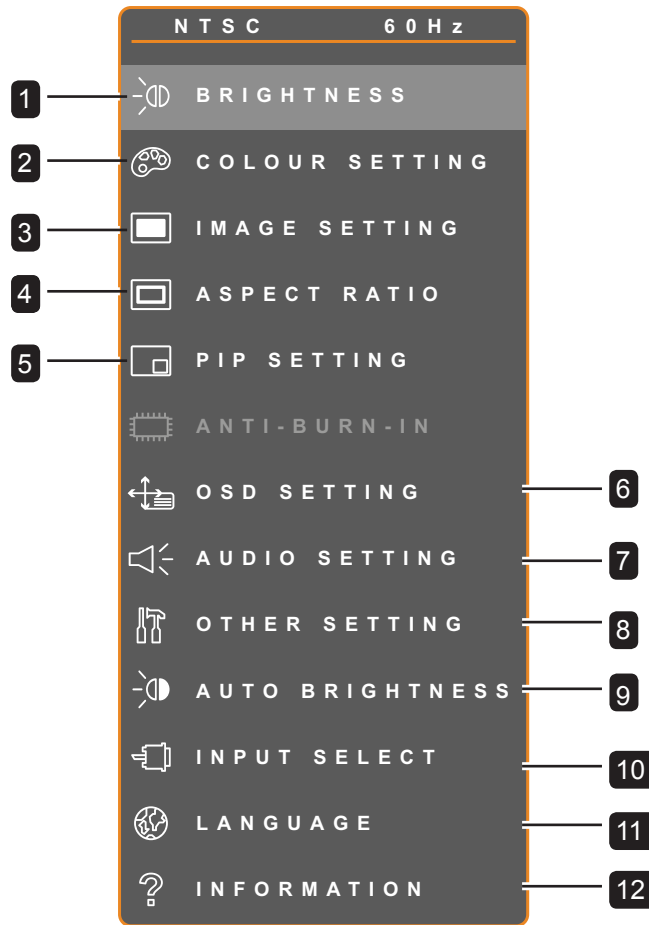 NTSC 60Hz
1 BRIGHTNESS
2 COLOUR SETTING
3 IMAGE SETTING
4 ASPECT RATIO
5 PIP SETTING
ANTI-BURN-IN
OSD SETTING 6
AUDIO SETTING 7
OTHER SETTING 8
AUTO BRIGHTNESS 9
INPUT SELECT 10
LANGUAGE 11
? INFORMATION 12